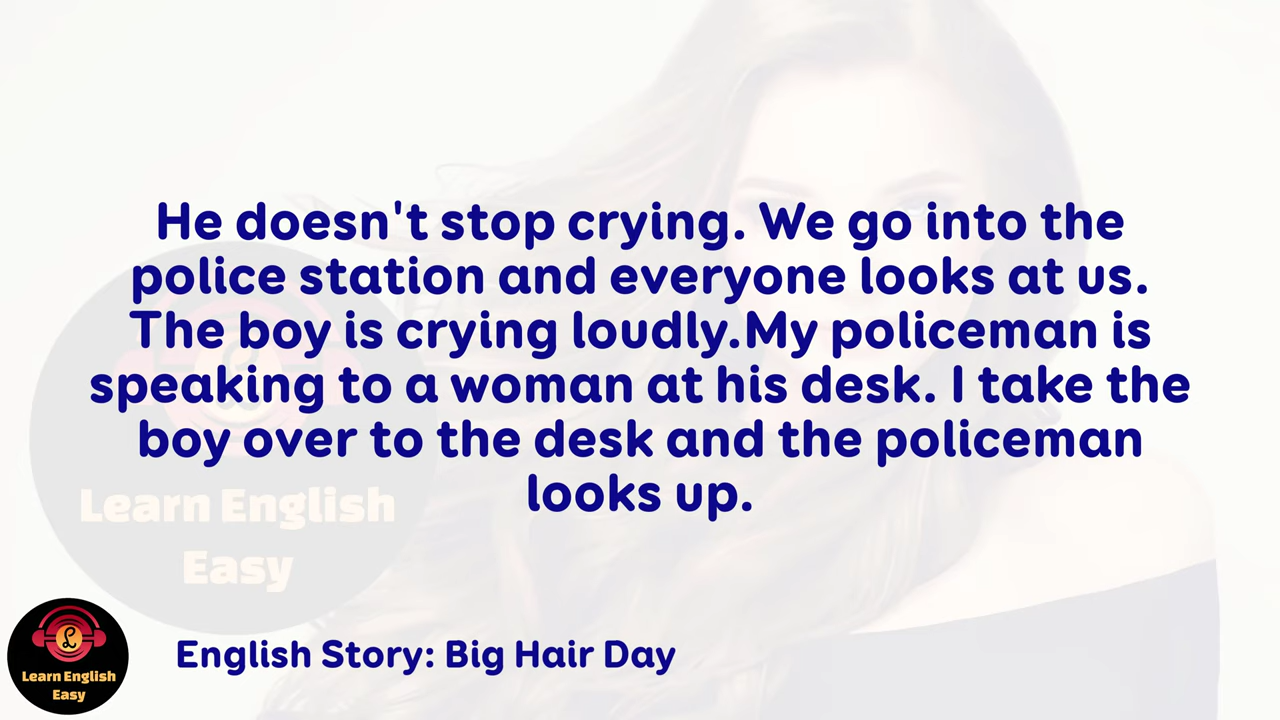 He doesn't stop crying. We go into the
police station and everyone looks at us.
The boy is crying loudly.My policeman is
speaking to a woman at his desk. I take the
boy over to the desk and the policeman
looks up.
Learn English
Easy
L
Learn English
Easy
English Story: Big Hair Day